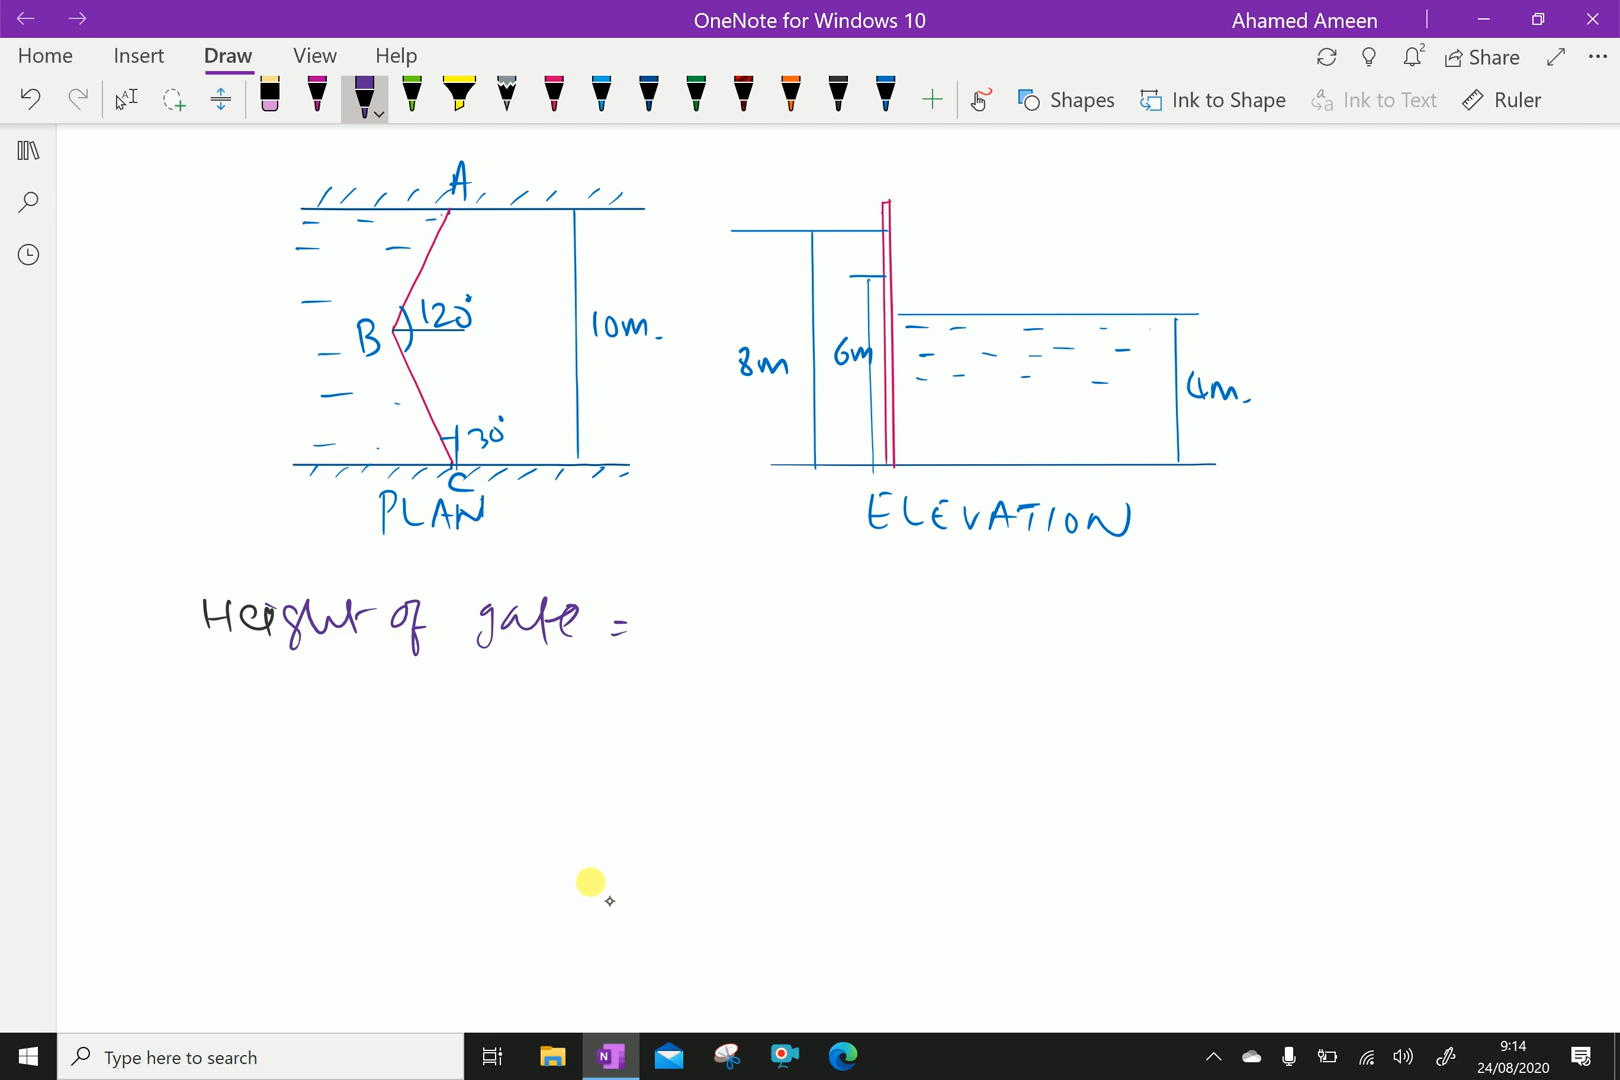 OneNote for Windows 10
Ahamed Ameen
Home Insert Draw View Help
2
Share
Shapes
Ink to Shape
Ink to Text
Ruler
A
B
120°
10m.
30°
C
PLAN
8m
6m
4m.
ELEVATION
Height of gate =
Type here to search
9:14
24/08/2020